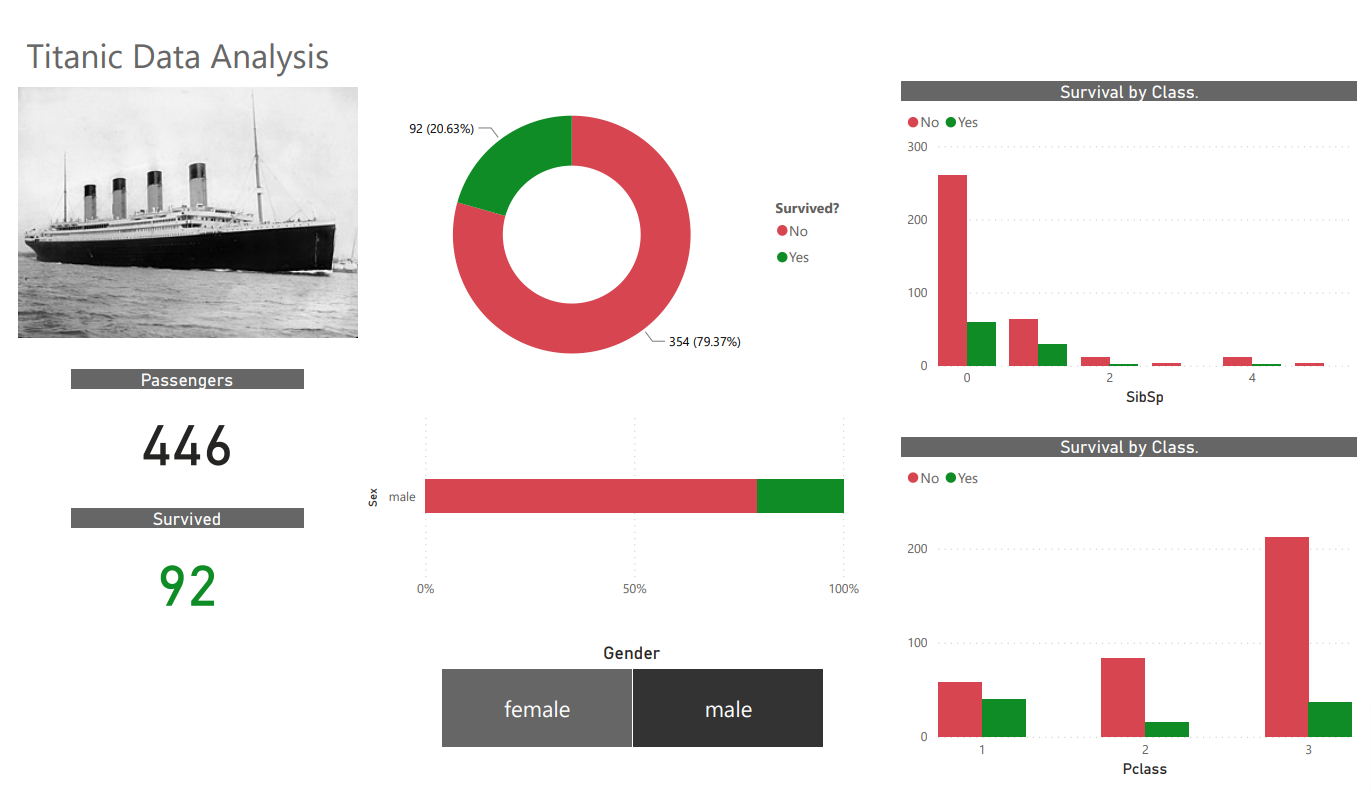 Titanic Data Analysis
Passengers
446
Survived
92
92 (20.63%)
354 (79.37%)
Survived?
No
Yes
Sex
male
0% 50% 100%
Gender
female male
Survival by Class.
No Yes
300
200
100
0
0 2 4
SibSp
Survival by Class.
No Yes
200
100
0
1 2 3
Pclass